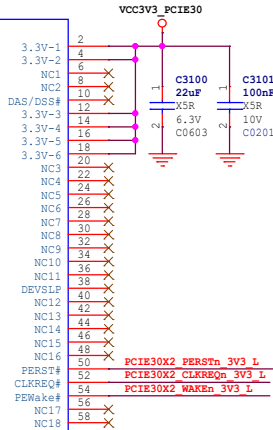 VCC3V3_PCIE30
3.3V-1 2
3.3V-2 4
NC1 6
NC2 8
DAS/DSS# 10
3.3V-3 12
3.3V-4 14
3.3V-5 16
3.3V-6 18
NC3 20
NC4 22
NC5 24
NC6 26
NC7 28
NC8 30
NC9 32
NC10 34
NC11 36
DEVSLP 38
NC12 40
NC13 42
NC14 44
NC15 46
NC16 48
PERST# 50 PCIE30X2_PERSTn_3V3_L
CLKREQ# 52 PCIE30X2_CLKREQn_3V3_L
PEWake# 54 PCIE30X2_WAKEn_3V3_L
NC17 56
NC18 58
1
C3100
22uF
X5R
6.3V
C0603
2
1
C3101
100nF
X5R
10V
C0201
2